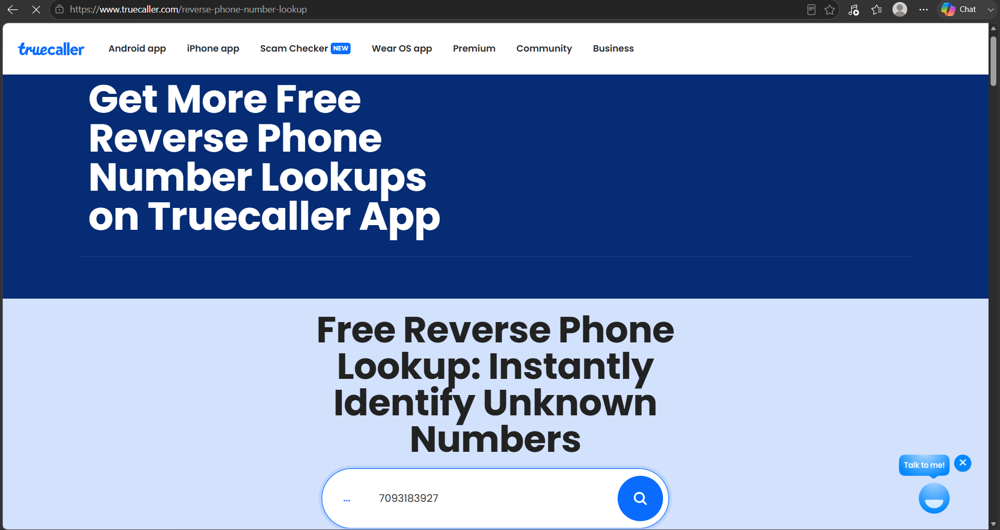 https://www.truecaller.com/reverse-phone-number-lookup
Chat
truecaller
Android app
iPhone app
Scam Checker NEW
Wear OS app
Premium
Community
Business
Get More Free
Reverse Phone
Number Lookups
on Truecaller App
Free Reverse Phone
Lookup: Instantly
Identify Unknown
Numbers
Talk to me!
... 7093183927